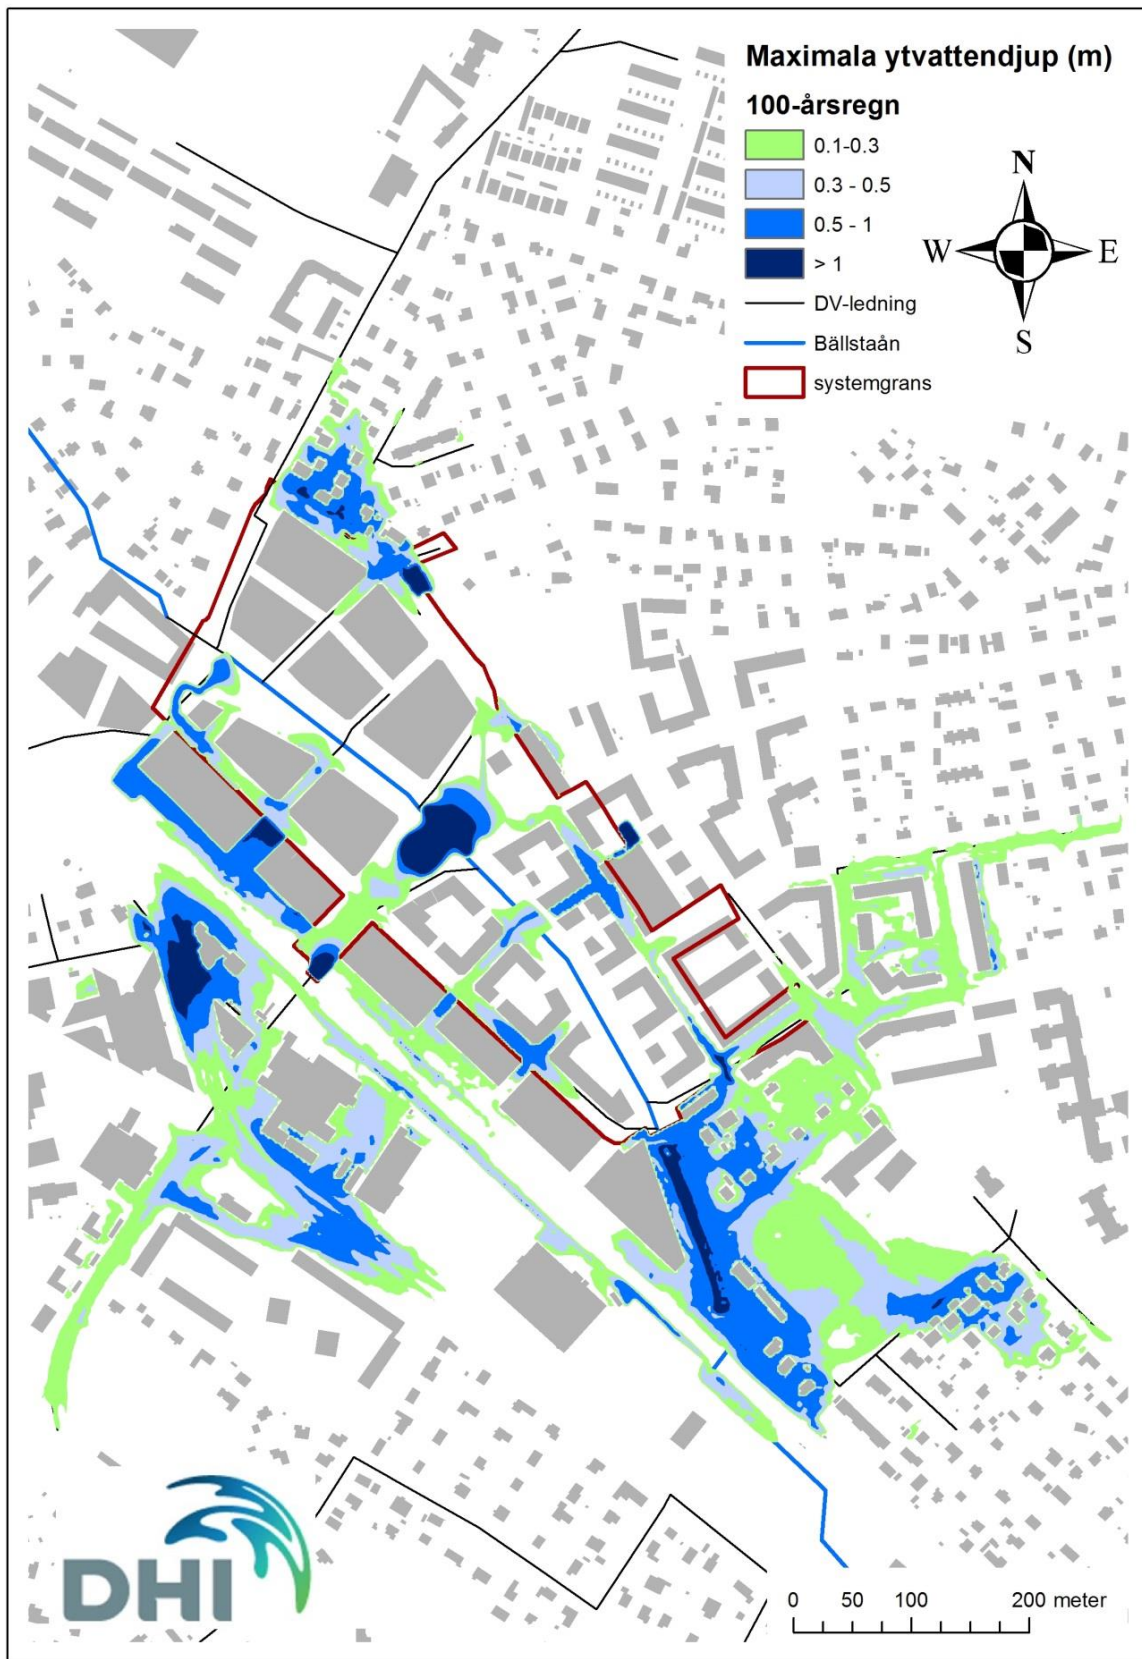 Maximala ytvattendjup (m)
100-årsregn
0.1-0.3
0.3 - 0.5
0.5 - 1
> 1
DV-ledning
Bällstaån
systemgrans
N
W
E
S
DHI
0 50 100 200 meter